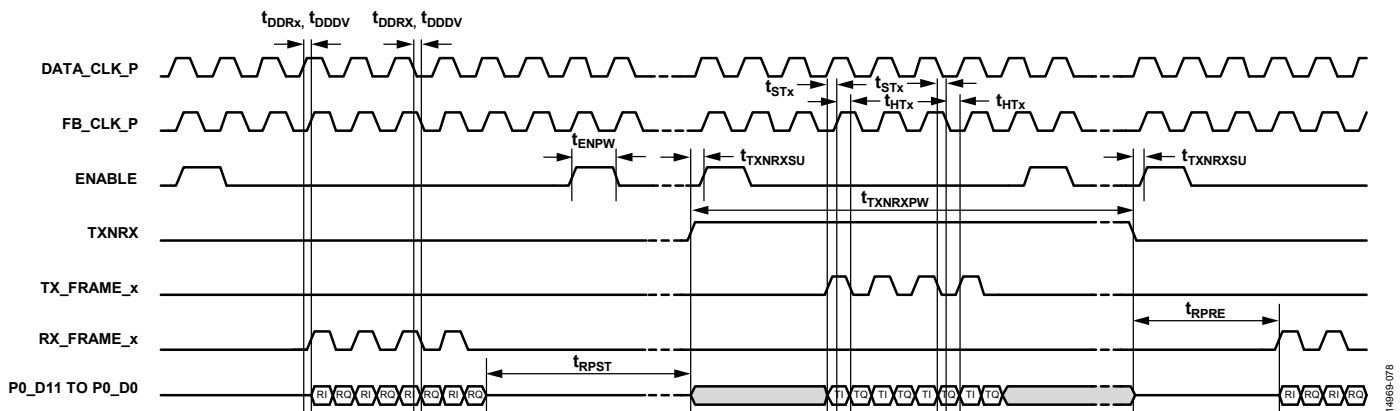 tDDRx, tDDDV tDDRX, tDDDV
DATA_CLK_P
tSTx tSTx
tHTx tHTx
FB_CLK_P
tENPW
tTXNRXSU tTXNRXSU
ENABLE
tTXNRXPW
TXNRX
TX_FRAME_x
tRPRE
RX_FRAME_x
tRPST
P0_D11 TO P0_D0 RI RQ RI RQ RI RQ RI RQ TI TQ TI TQ TI TQ TI TQ RI RQ RI RQ